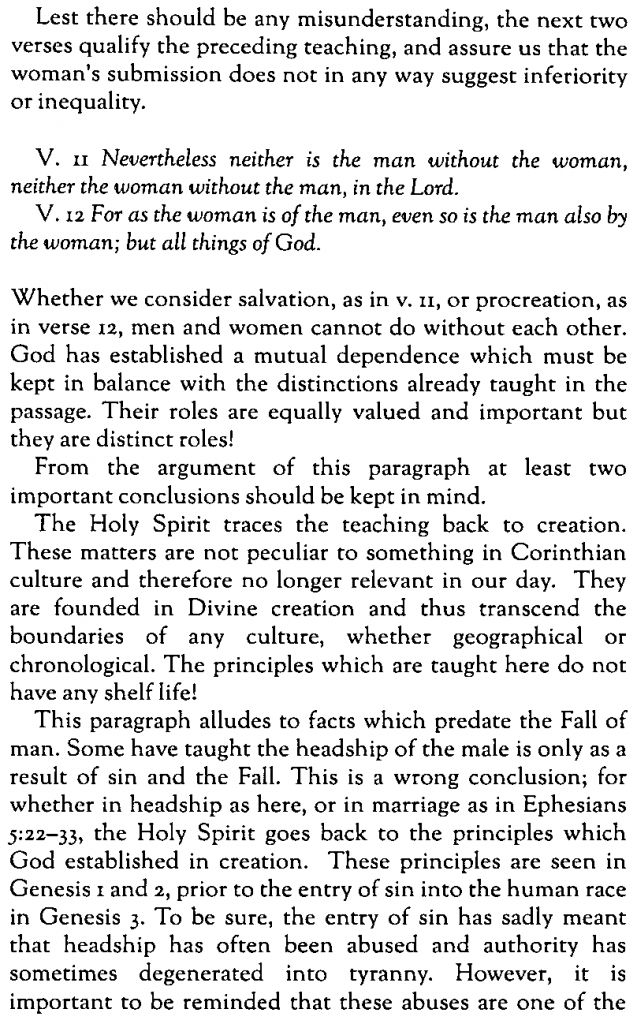 Lest there should be any misunderstanding, the next two
verses qualify the preceding teaching, and assure us that the
woman's submission does not in any way suggest inferiority
or inequality.
V. 11 Nevertheless neither is the man without the woman,
neither the woman without the man, in the Lord.
V. 12 For as the woman is of the man, even so is the man also by
the woman; but all things of God.
Whether we consider salvation, as in v. 11, or procreation, as
in verse 12, men and women cannot do without each other.
God has established a mutual dependence which must be
kept in balance with the distinctions already taught in the
passage. Their roles are equally valued and important but
they are distinct roles!
From the argument of this paragraph at least two
important conclusions should be kept in mind.
The Holy Spirit traces the teaching back to creation.
These matters are not peculiar to something in Corinthian
culture and therefore no longer relevant in our day. They
are founded in Divine creation and thus transcend the
boundaries of any culture, whether geographical or
chronological. The principles which are taught here do not
have any shelf life!
This paragraph alludes to facts which predate the Fall of
man. Some have taught the headship of the male is only as a
result of sin and the Fall. This is a wrong conclusion; for
whether in headship as here, or in marriage as in Ephesians
5:22–33, the Holy Spirit goes back to the principles which
God established in creation. These principles are seen in
Genesis 1 and 2, prior to the entry of sin into the human race
in Genesis 3. To be sure, the entry of sin has sadly meant
that headship has often been abused and authority has
sometimes degenerated into tyranny. However, it is
important to be reminded that these abuses are one of the